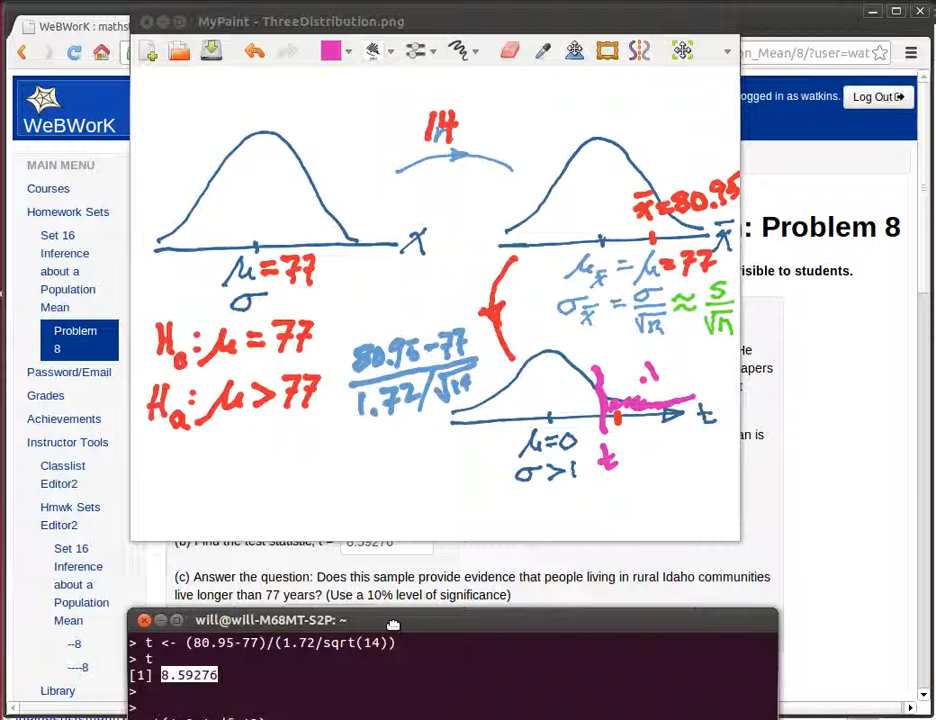 WeBWorK : maths
MyPaint - ThreeDistribution.png
on_Mean/8/?user=wat
WeBWorK
logged in as watkins.
Log Out
MAIN MENU
Courses
Homework Sets
Set 16
Inference
about a
Population
Mean
Problem
8
Password/Email
Grades
Achievements
Instructor Tools
Classlist
Editor2
Hmwk Sets
Editor2
Set 16
Inference
about a
Population
Mean
--8
----8
Library
14
x
μ = 77
σ
H₀ : μ = 77
Hₐ : μ > 77
x̄ = 80.95
x̄
μx̄ = μ = 77
σx̄ = σ/√n ≈ s/√n
80.95-77
1.72/√14
.1
t
μ=0
σ>1
t
: Problem 8
isible to students.
He
apers
t
an is
(b) Find the test statistic, t = 8.59276
(c) Answer the question: Does this sample provide evidence that people living in rural Idaho communities
live longer than 77 years? (Use a 10% level of significance)
will@will-M68MT-S2P: ~
> t <- (80.95-77)/(1.72/sqrt(14))
> t
[1] 8.59276
>
>